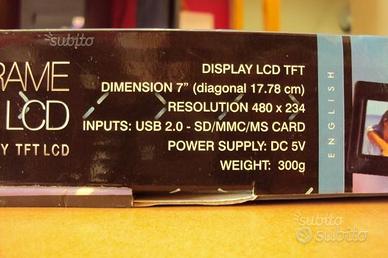 subito
RAME
LCD
Y TFT LCD
DISPLAY LCD TFT
DIMENSION 7” (diagonal 17.78 cm)
RESOLUTION 480 x 234
INPUTS: USB 2.0 - SD/MMC/MS CARD
POWER SUPPLY: DC 5V
WEIGHT: 300g
ENGLISH
subito
subito